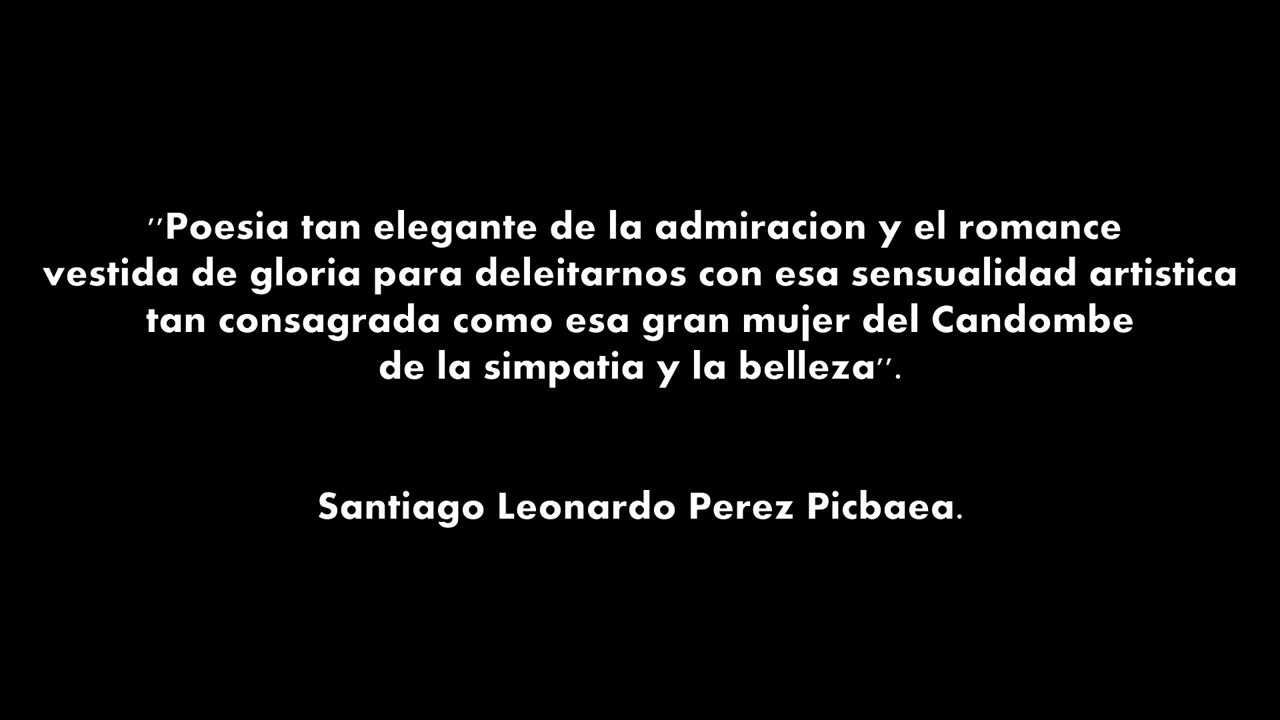 ''Poesia tan elegante de la admiracion y el romance
vestida de gloria para deleitarnos con esa sensualidad artistica
tan consagrada como esa gran mujer del Candombe
de la simpatia y la belleza''.
Santiago Leonardo Perez Picbaea.